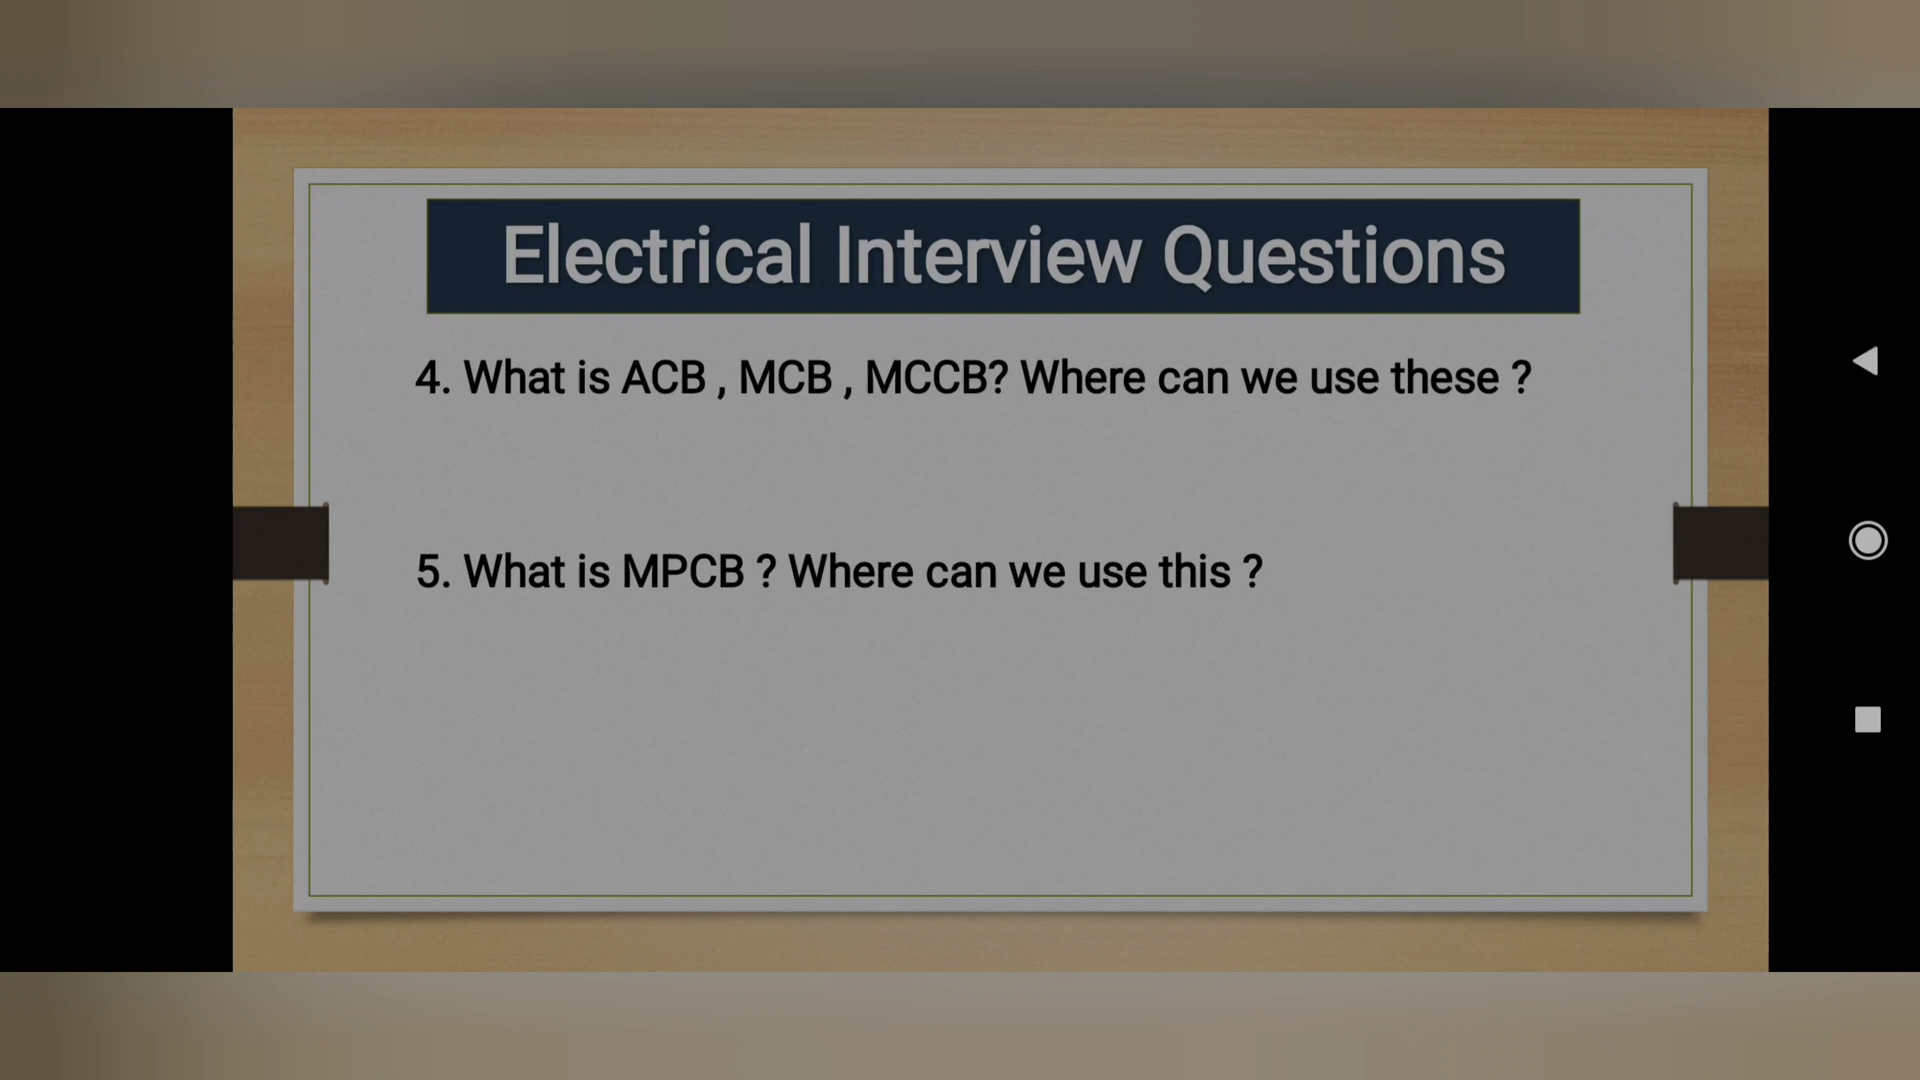 Electrical Interview Questions
4. What is ACB , MCB , MCCB? Where can we use these ?
5. What is MPCB ? Where can we use this ?